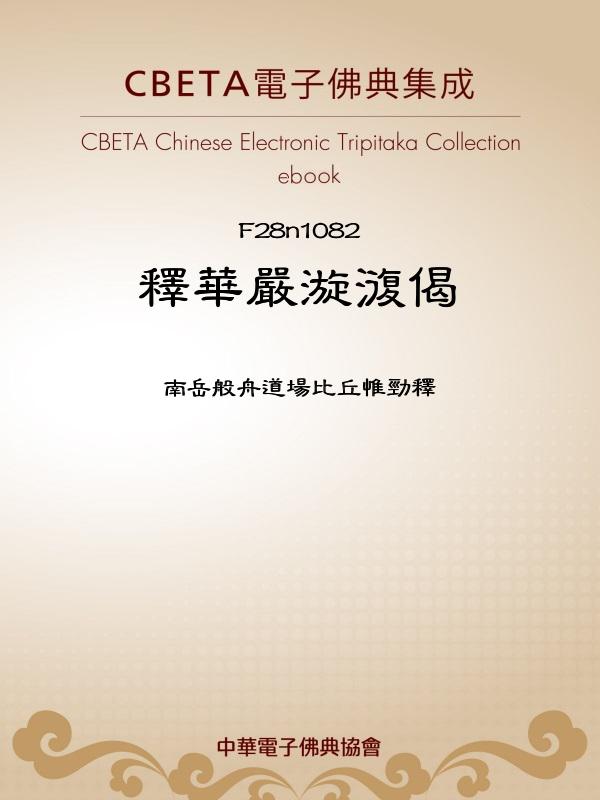 CBETA電子佛典集成
CBETA Chinese Electronic Tripitaka Collection
ebook
F28n1082
釋華嚴漩澓偈
南岳般舟道場比丘惟勁釋
中華電子佛典協會